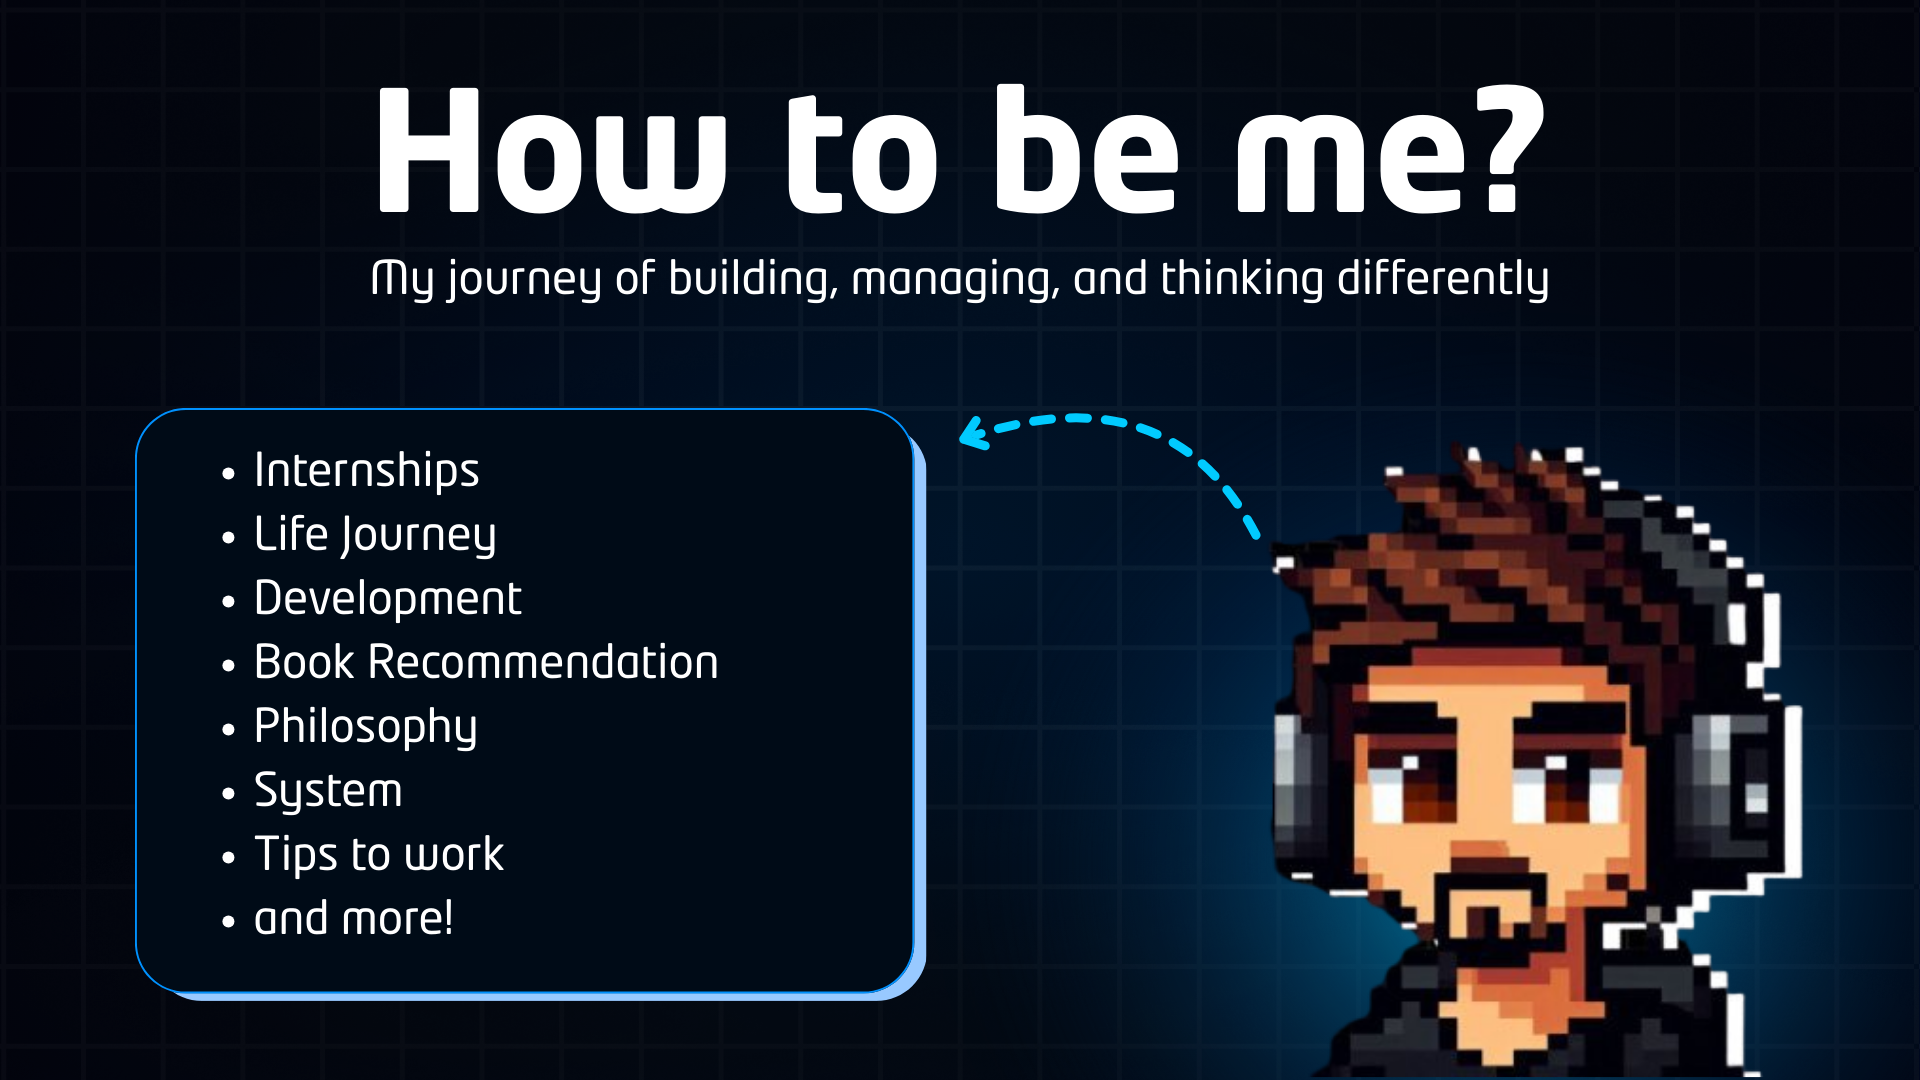 How to be me?
My journey of building, managing, and thinking differently
• Internships
• Life Journey
• Development
• Book Recommendation
• Philosophy
• System
• Tips to work
• and more!